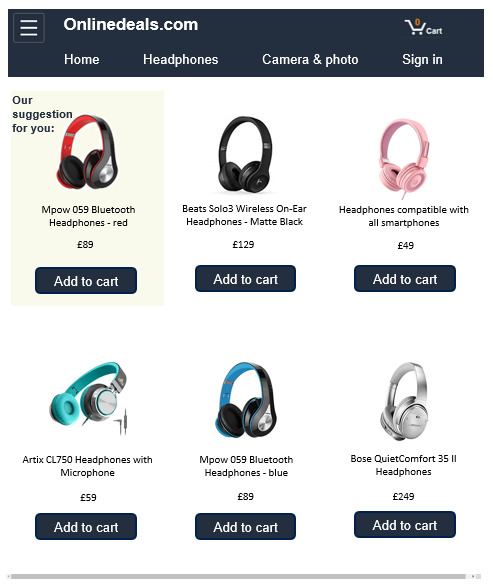 Onlinedeals.com
0
Cart
Home Headphones Camera & photo Sign in
Our
suggestion
for you:
Mpow 059 Bluetooth
Headphones - red
£89
Add to cart
Beats Solo3 Wireless On-Ear
Headphones - Matte Black
£129
Add to cart
Headphones compatible with
all smartphones
£49
Add to cart
Artix CL750 Headphones with
Microphone
£59
Add to cart
Mpow 059 Bluetooth
Headphones - blue
£89
Add to cart
Bose QuietComfort 35 II
Headphones
£249
Add to cart